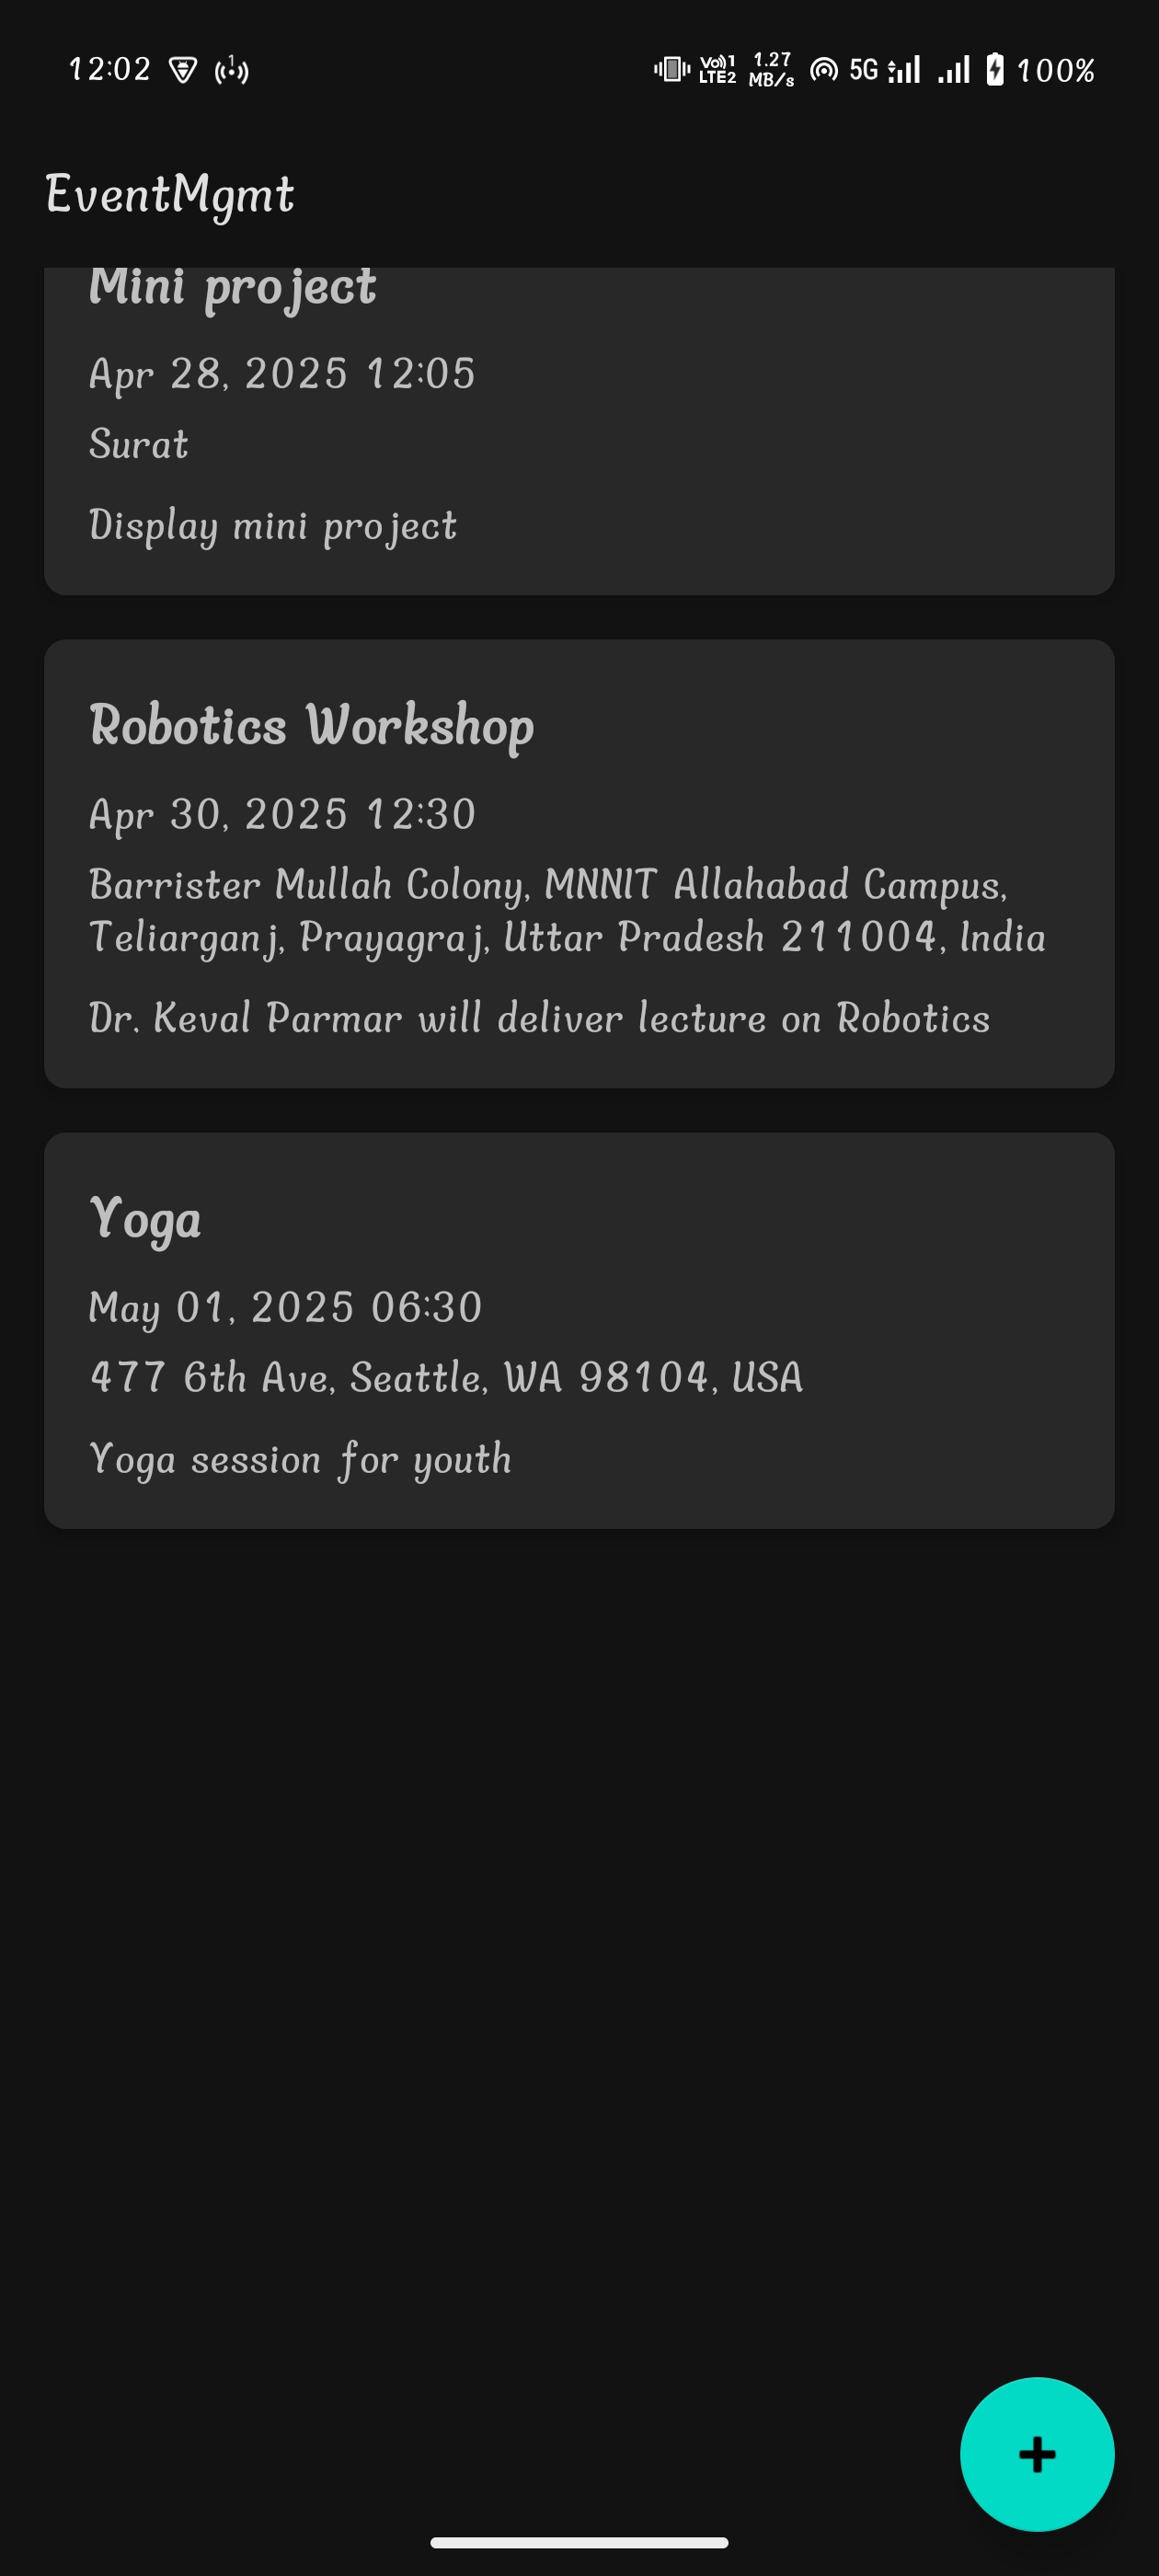 12:02
Vo)) 1
LTE2
1.27
MB/s
5G
100%
EventMgmt
Mini project
Apr 28, 2025 12:05
Surat
Display mini project
Robotics Workshop
Apr 30, 2025 12:30
Barrister Mullah Colony, MNNIT Allahabad Campus,
Teliarganj, Prayagraj, Uttar Pradesh 211004, India
Dr. Keval Parmar will deliver lecture on Robotics
Yoga
May 01, 2025 06:30
477 6th Ave, Seattle, WA 98104, USA
Yoga session for youth